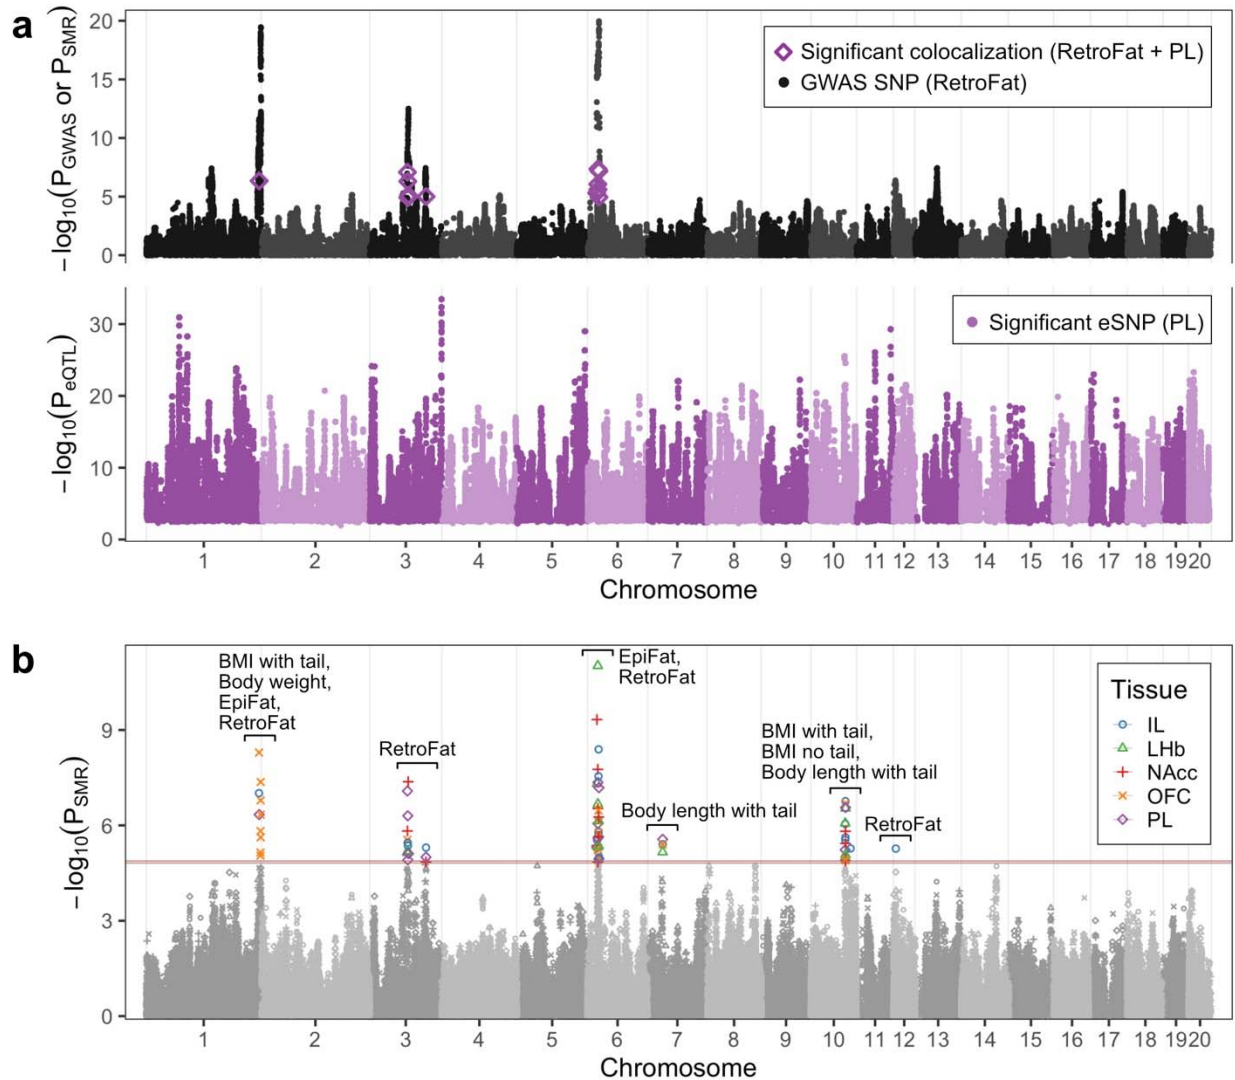 a
−log10(PGWAS or PSMR)
20
15
10
5
0
Significant colocalization (RetroFat + PL)
GWAS SNP (RetroFat)
−log10(PeQTL)
30
20
10
0
Significant eSNP (PL)
1 2 3 4 5 6 7 8 9 10 11 12 13 14 15 16 17 18 19 20
Chromosome
b
−log10(PSMR)
9
6
3
0
BMI with tail,
Body weight,
EpiFat,
RetroFat
RetroFat
EpiFat,
RetroFat
Body length with tail
BMI with tail,
BMI no tail,
Body length with tail
RetroFat
Tissue
IL
LHb
NAcc
OFC
PL
1 2 3 4 5 6 7 8 9 10 11 12 13 14 15 16 17 18 19 20
Chromosome